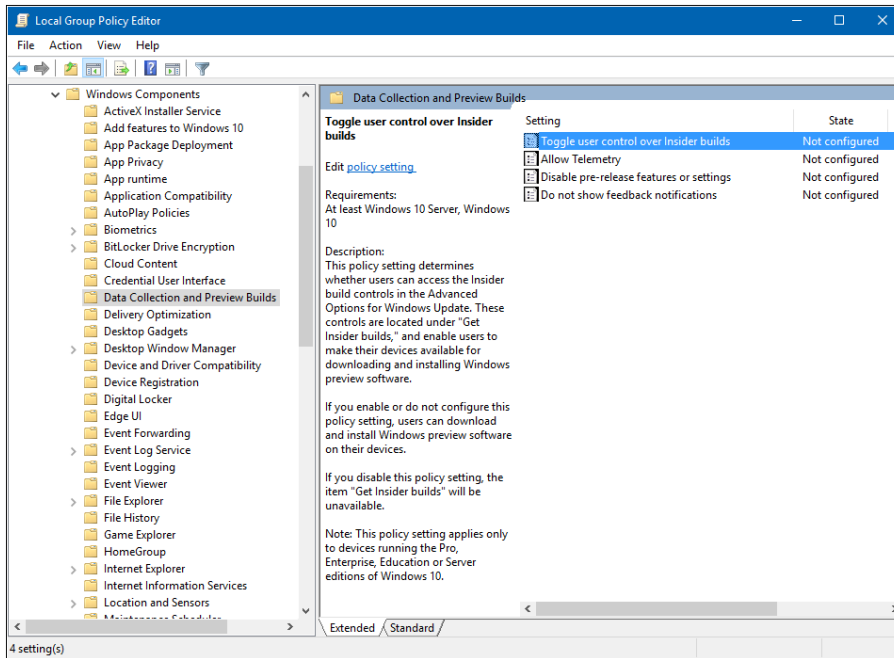 Local Group Policy Editor
File Action View Help
Windows Components
ActiveX Installer Service
Add features to Windows 10
App Package Deployment
App Privacy
App runtime
Application Compatibility
AutoPlay Policies
Biometrics
BitLocker Drive Encryption
Cloud Content
Credential User Interface
Data Collection and Preview Builds
Delivery Optimization
Desktop Gadgets
Desktop Window Manager
Device and Driver Compatibility
Device Registration
Digital Locker
Edge UI
Event Forwarding
Event Log Service
Event Logging
Event Viewer
File Explorer
File History
Game Explorer
HomeGroup
Internet Explorer
Internet Information Services
Location and Sensors
Maintenance Scheduler
Data Collection and Preview Builds
Toggle user control over Insider
builds
Edit policy setting
Requirements:
At least Windows 10 Server, Windows
10
Description:
This policy setting determines
whether users can access the Insider
build controls in the Advanced
Options for Windows Update. These
controls are located under "Get
Insider builds," and enable users to
make their devices available for
downloading and installing Windows
preview software.
If you enable or do not configure this
policy setting, users can download
and install Windows preview software
on their devices.
If you disable this policy setting, the
item "Get Insider builds" will be
unavailable.
Note: This policy setting applies only
to devices running the Pro,
Enterprise, Education or Server
editions of Windows 10.
Setting State
Toggle user control over Insider builds Not configured
Allow Telemetry Not configured
Disable pre-release features or settings Not configured
Do not show feedback notifications Not configured
Extended Standard
4 setting(s)